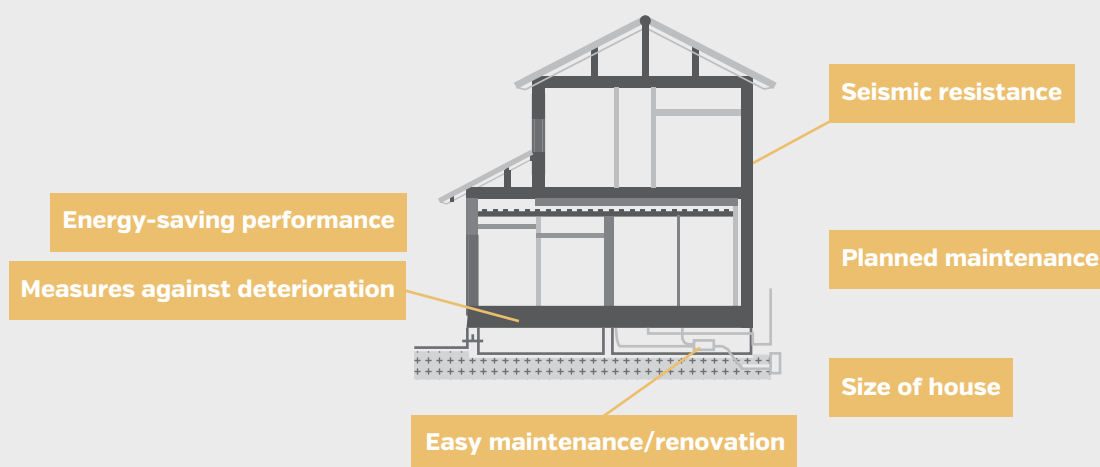 Seismic resistance
Energy-saving performance
Planned maintenance
Measures against deterioration
Size of house
Easy maintenance/renovation